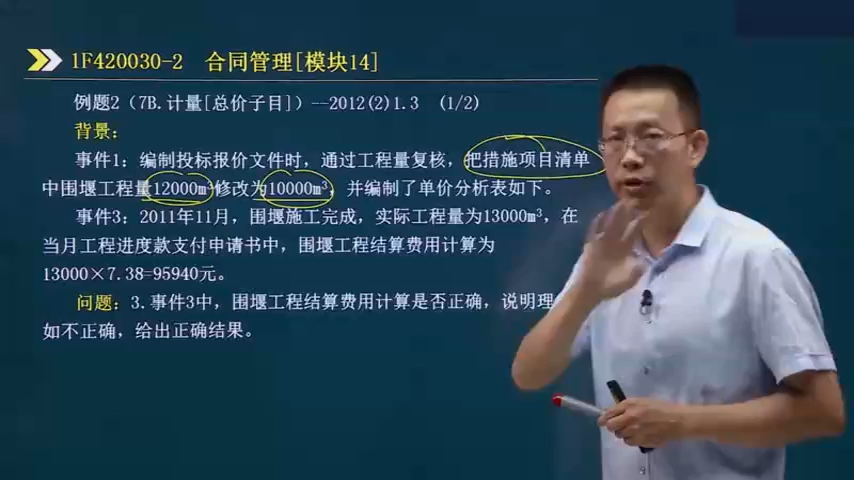 1F420030-2 合同管理[模块14]
例题2（7B.计量[总价子目]）--2012(2)1.3 (1/2)
背景：
事件1：编制投标报价文件时，通过工程量复核，把措施项目清单
中围堰工程量12000m³修改为10000m³，并编制了单价分析表如下。
事件3：2011年11月，围堰施工完成，实际工程量为13000m³，在
当月工程进度款支付申请书中，围堰工程结算费用计算为
13000×7.38=95940元。
问题：3.事件3中，围堰工程结算费用计算是否正确，说明理
如不正确，给出正确结果。